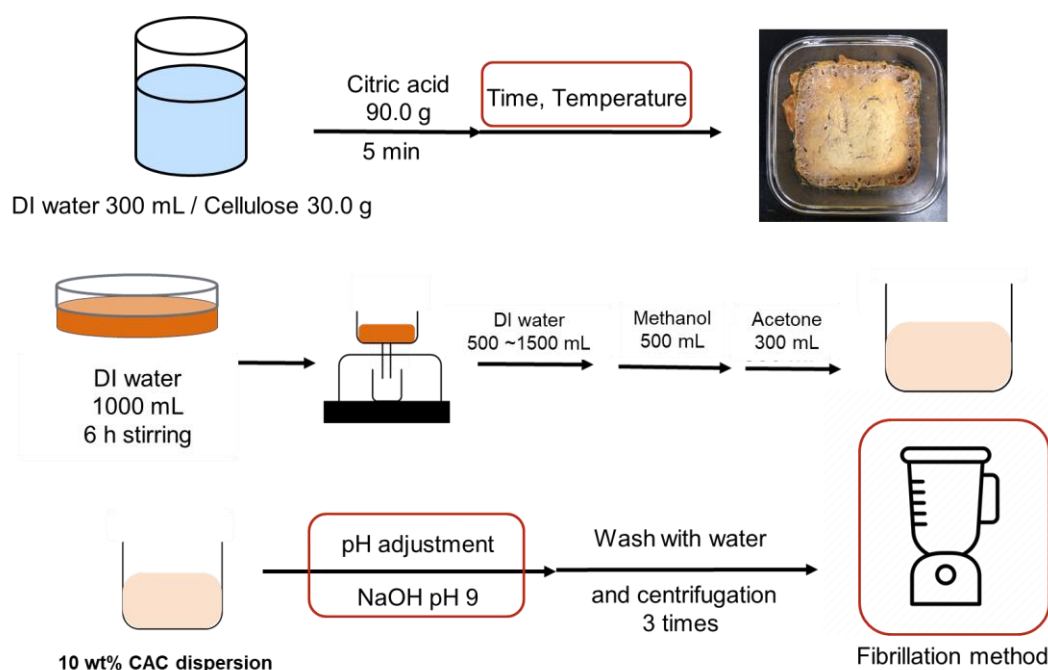 Citric acid
90.0 g
5 min
Time, Temperature
DI water 300 mL / Cellulose 30.0 g
DI water
1000 mL
6 h stirring
DI water
500 ~1500 mL
Methanol
500 mL
Acetone
300 mL
10 wt% CAC dispersion
pH adjustment
NaOH pH 9
Wash with water
and centrifugation
3 times
Fibrillation method